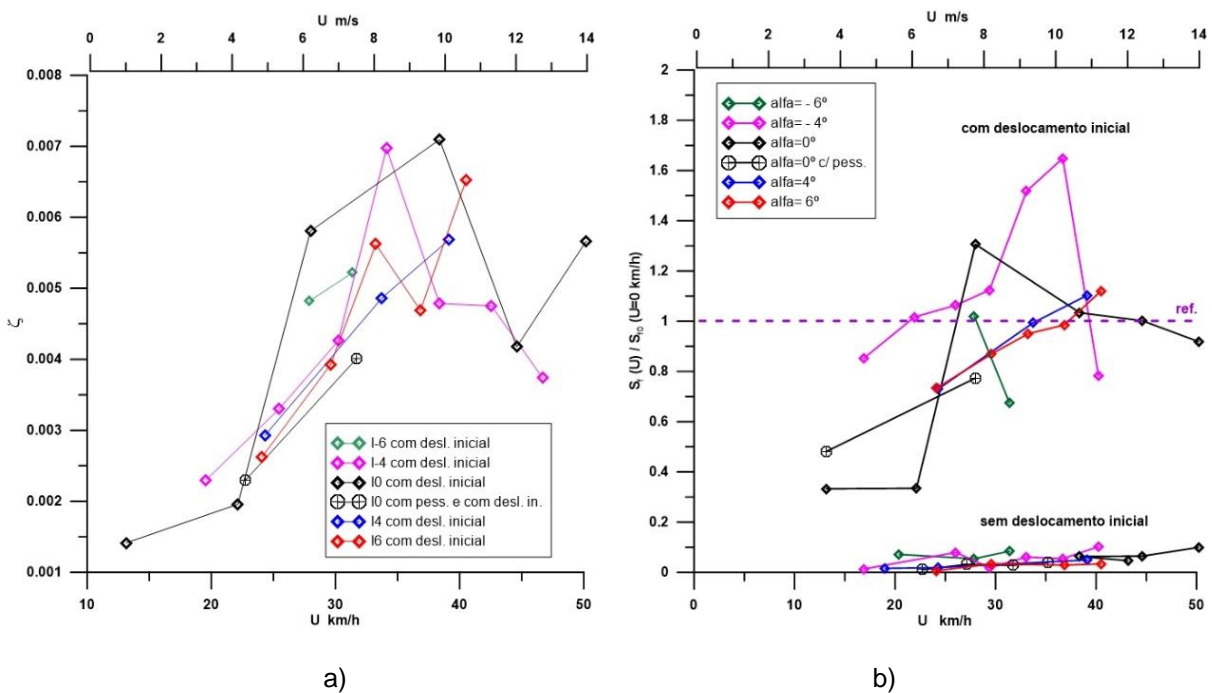 U m/s
0 2 4 6 8 10 12 14
0.008
0.007
0.006
0.005
0.004
0.003
0.002
0.001
ζ
I-6 com desl. inicial
I-4 com desl. inicial
I0 com desl. inicial
I0 com pess. e com desl. in.
I4 com desl. inicial
I6 com desl. inicial
10 20 30 40 50
U km/h
a)
U m/s
0 2 4 6 8 10 12 14
2
1.8
1.6
1.4
1.2
1
0.8
0.6
0.4
0.2
0
S_f (U) / S_f0 (U=0 km/h)
alfa= - 6º
alfa= - 4º
alfa=0º
alfa=0º c/ pess.
alfa=4º
alfa= 6º
com deslocamento inicial
ref.
sem deslocamento inicial
0 10 20 30 40 50
U km/h
b)